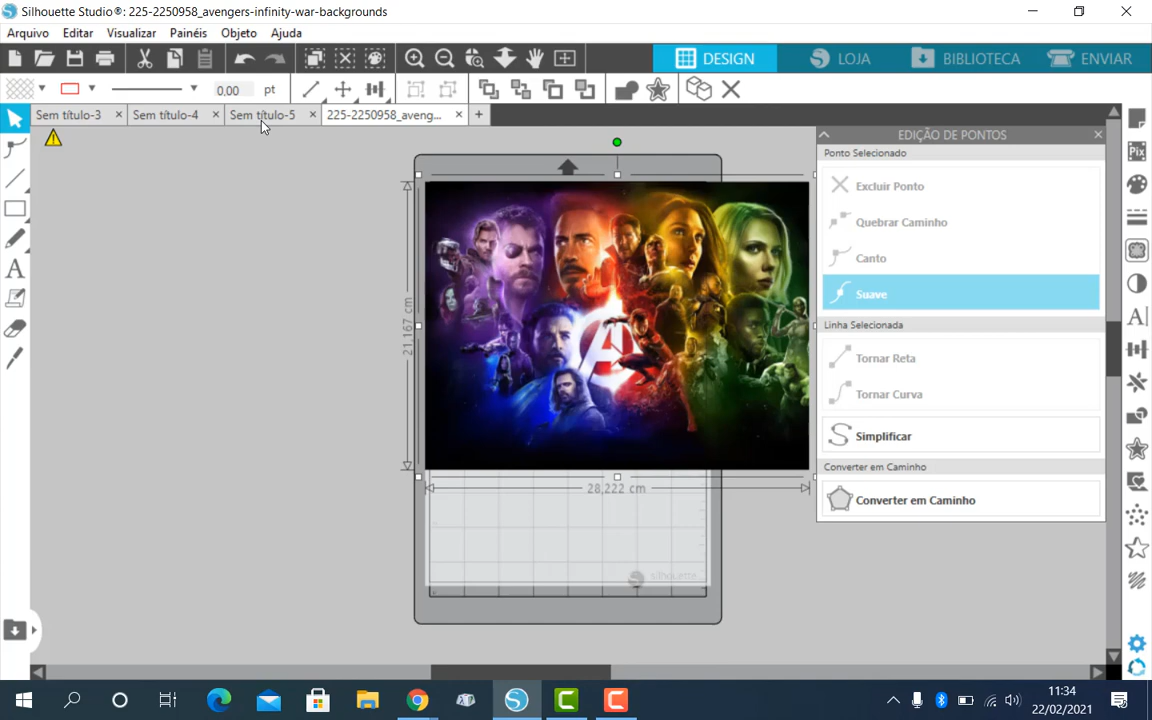 Silhouette Studio®: 225-2250958_avengers-infinity-war-backgrounds
Arquivo Editar Visualizar Painéis Objeto Ajuda
DESIGN LOJA BIBLIOTECA ENVIAR
0,00 pt
Sem título-3 Sem título-4 Sem título-5 225-2250958_aveng...
EDIÇÃO DE PONTOS
Ponto Selecionado
Excluir Ponto
Quebrar Caminho
Canto
Suave
Linha Selecionada
Tornar Reta
Tornar Curva
Simplificar
Converter em Caminho
Converter em Caminho
21,167 cm
28,222 cm
silhouette
11:34
22/02/2021